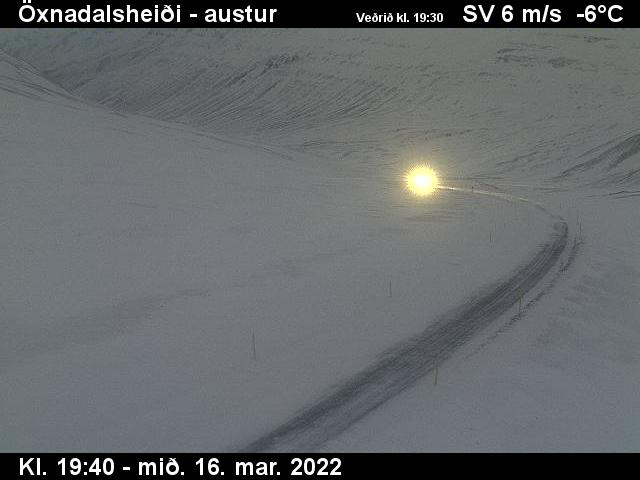 Öxnadalsheiði - austur Veðrið kl. 19:30 SV 6 m/s -6°C
Kl. 19:40 - mið. 16. mar. 2022